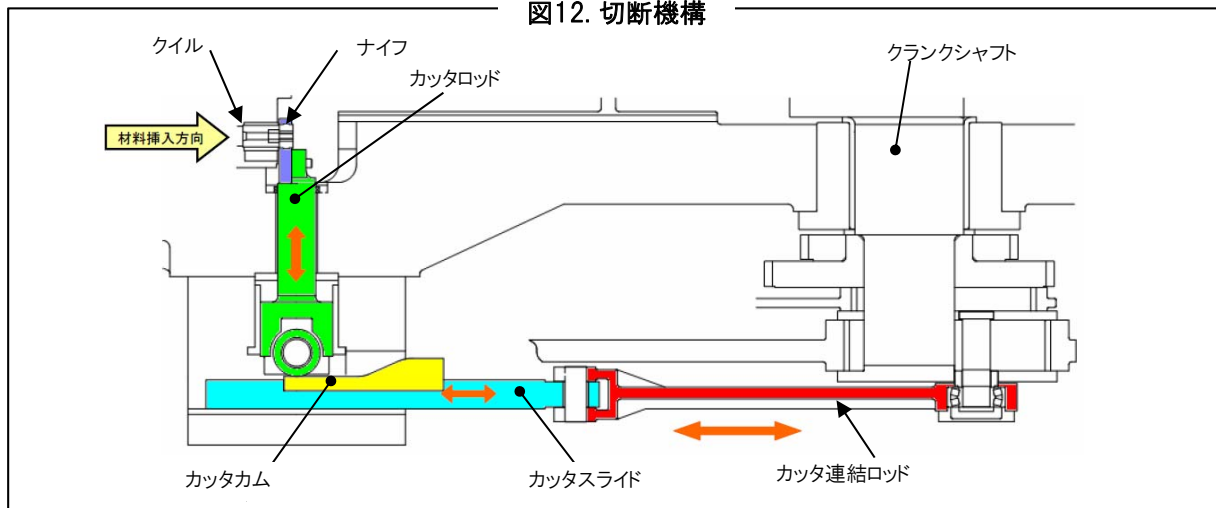 図12. 切断機構
クイル
ナイフ
カッタロッド
クランクシャフト
材料挿入方向
カッタカム
カッタスライド
カッタ連結ロッド